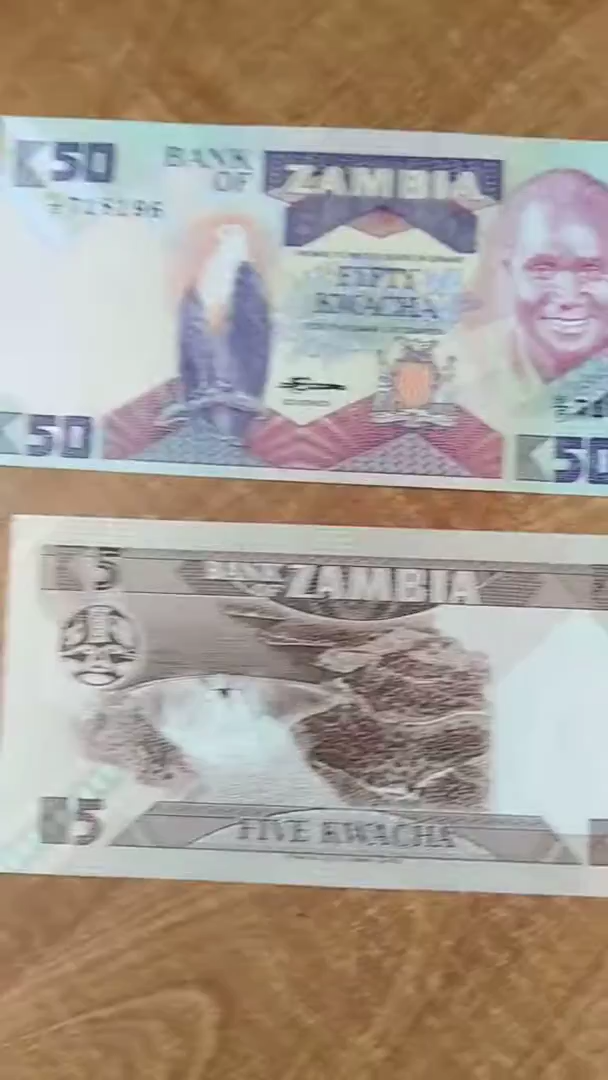 K50
BANK
OF
ZAMBIA
FIFTY
KWACHA
K50
K50
K5
BANK
OF
ZAMBIA
K5
FIVE KWACHA